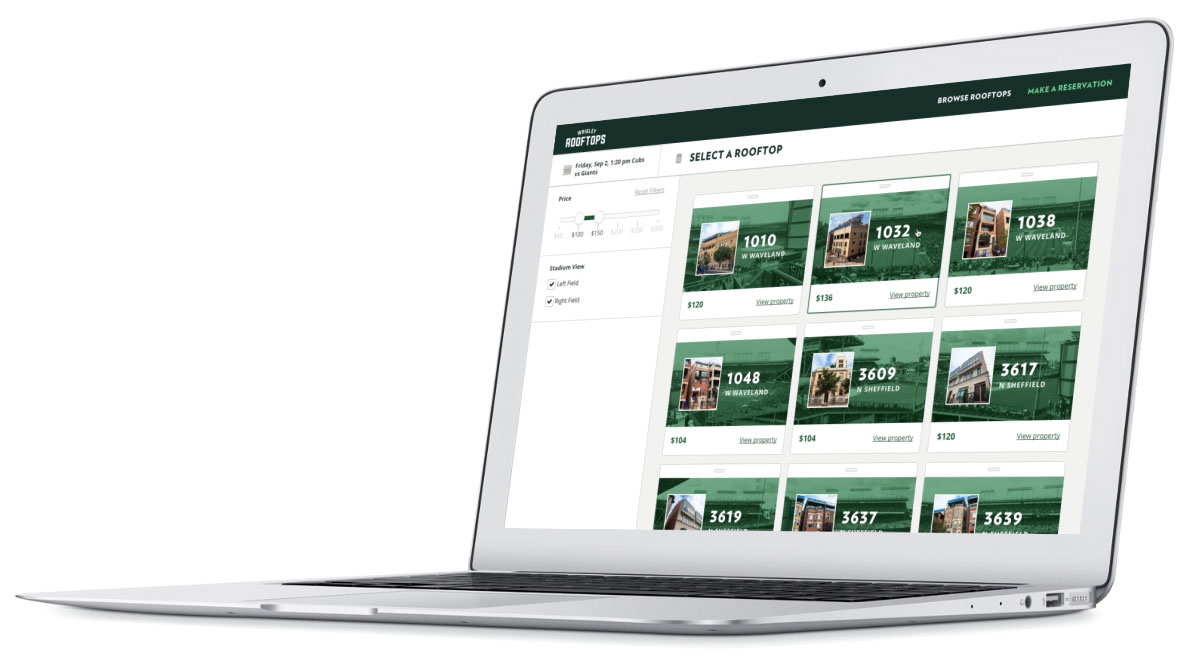 WRIGLEY
ROOFTOPS
BROWSE ROOFTOPS
MAKE A RESERVATION
Friday, Sep 2, 1:20 pm Cubs
vs Giants
SELECT A ROOFTOP
Price
Reset Filters
$50 $100 $150 $200 $250 $300
Stadium View
Left Field
Right Field
1010
W WAVELAND
$120
View property
1032
W WAVELAND
$136
View property
1038
W WAVELAND
$120
View property
1048
W WAVELAND
$104
View property
3609
N SHEFFIELD
$104
View property
3617
N SHEFFIELD
$120
View property
3619
N SHEFFIELD
3637
N SHEFFIELD
3639
N SHEFFIELD